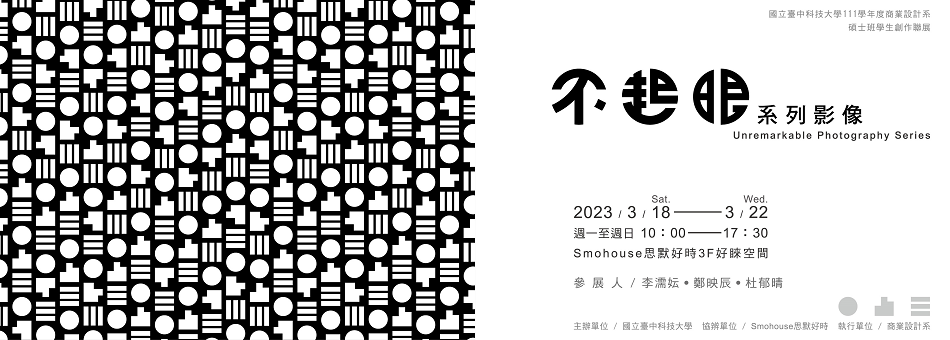 國立臺中科技大學111學年度商業設計系
碩士班學生創作聯展
不起眼系列影像
Unremarkable Photography Series
Sat. Wed.
2023 / 3 / 18 —— 3 / 22
週一至週日 10：00——17：30
Smohouse思默好時3F好睞空間
參 展 人 / 李濡妘•鄭映辰•杜郁晴
主辦單位 / 國立臺中科技大學 協辦單位 / Smohouse思默好時 執行單位 / 商業設計系